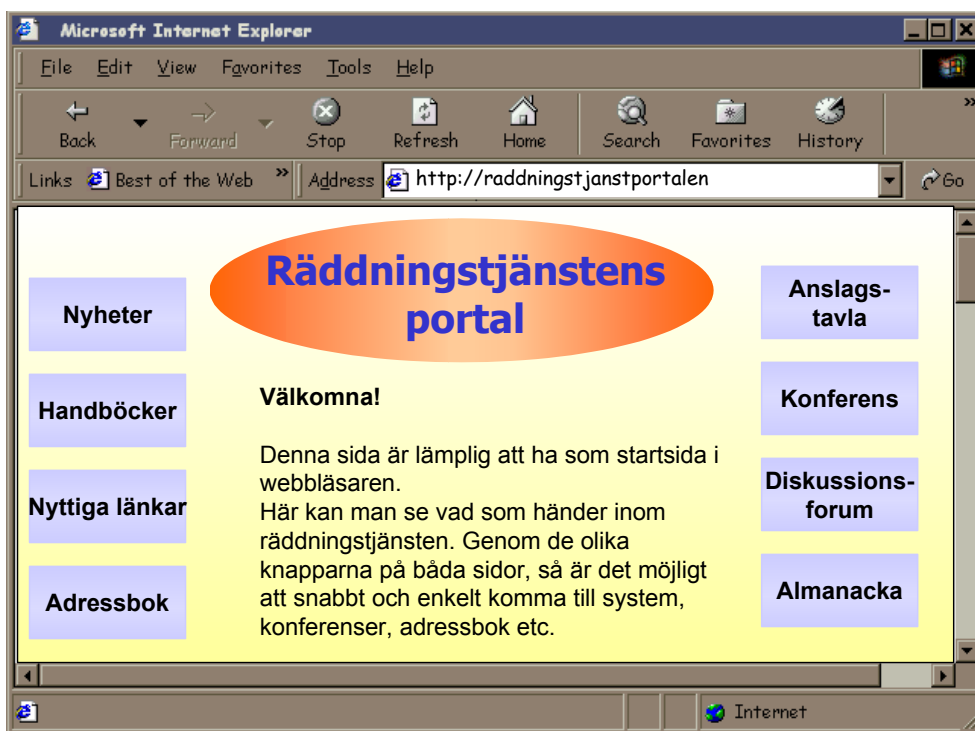 Microsoft Internet Explorer
File Edit View Favorites Tools Help
Back Forward Stop Refresh Home Search Favorites History »
Links Best of the Web » Address http://raddningstjanstportalen Go
Räddningstjänstens
portal
Nyheter
Handböcker
Nyttiga länkar
Adressbok
Välkomna!
Denna sida är lämplig att ha som startsida i
webbläsaren.
Här kan man se vad som händer inom
räddningstjänsten. Genom de olika
knapparna på båda sidor, så är det möjligt
att snabbt och enkelt komma till system,
konferenser, adressbok etc.
Anslags-
tavla
Konferens
Diskussions-
forum
Almanacka
Internet